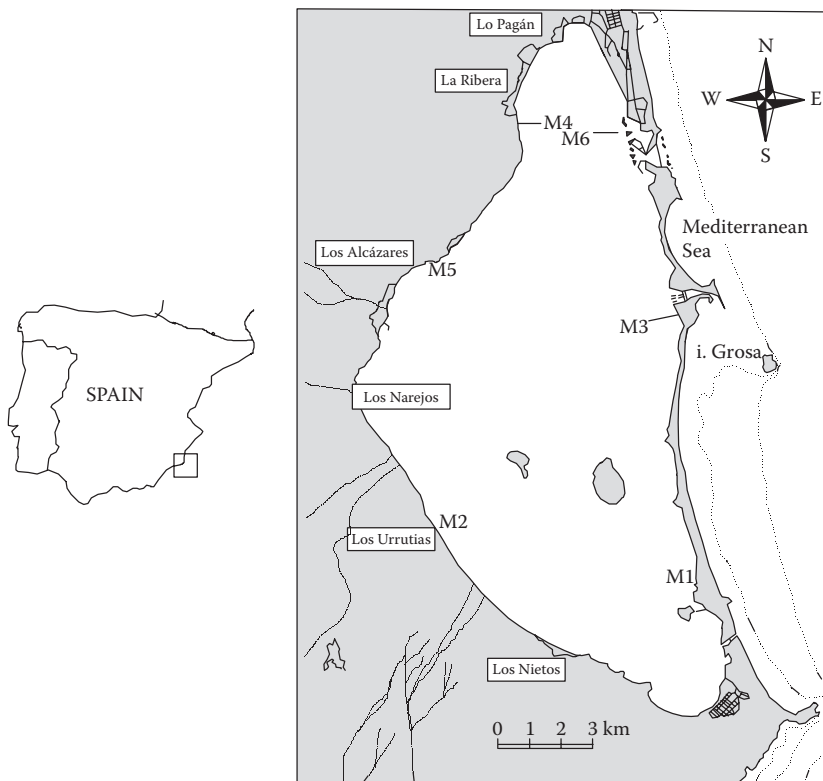 Lo Pagán
La Ribera
N
W
E
S
M4
M6
Mediterranean
Sea
Los Alcázares
M5
M3
i. Grosa
SPAIN
Los Narejos
M2
Los Urrutias
M1
Los Nietos
0 1 2 3 km